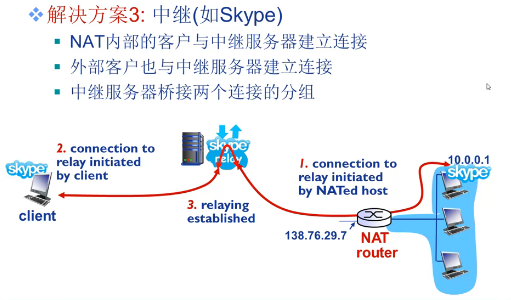 ❖解决方案3: 中继(如Skype)
▪ NAT内部的客户与中继服务器建立连接
▪ 外部客户也与中继服务器建立连接
▪ 中继服务器桥接两个连接的分组
2. connection to
relay initiated
by client
skype
relay
1. connection to
relay initiated
by NATed host
10.0.0.1
skype
skype
client
3. relaying
established
138.76.29.7
NAT
router